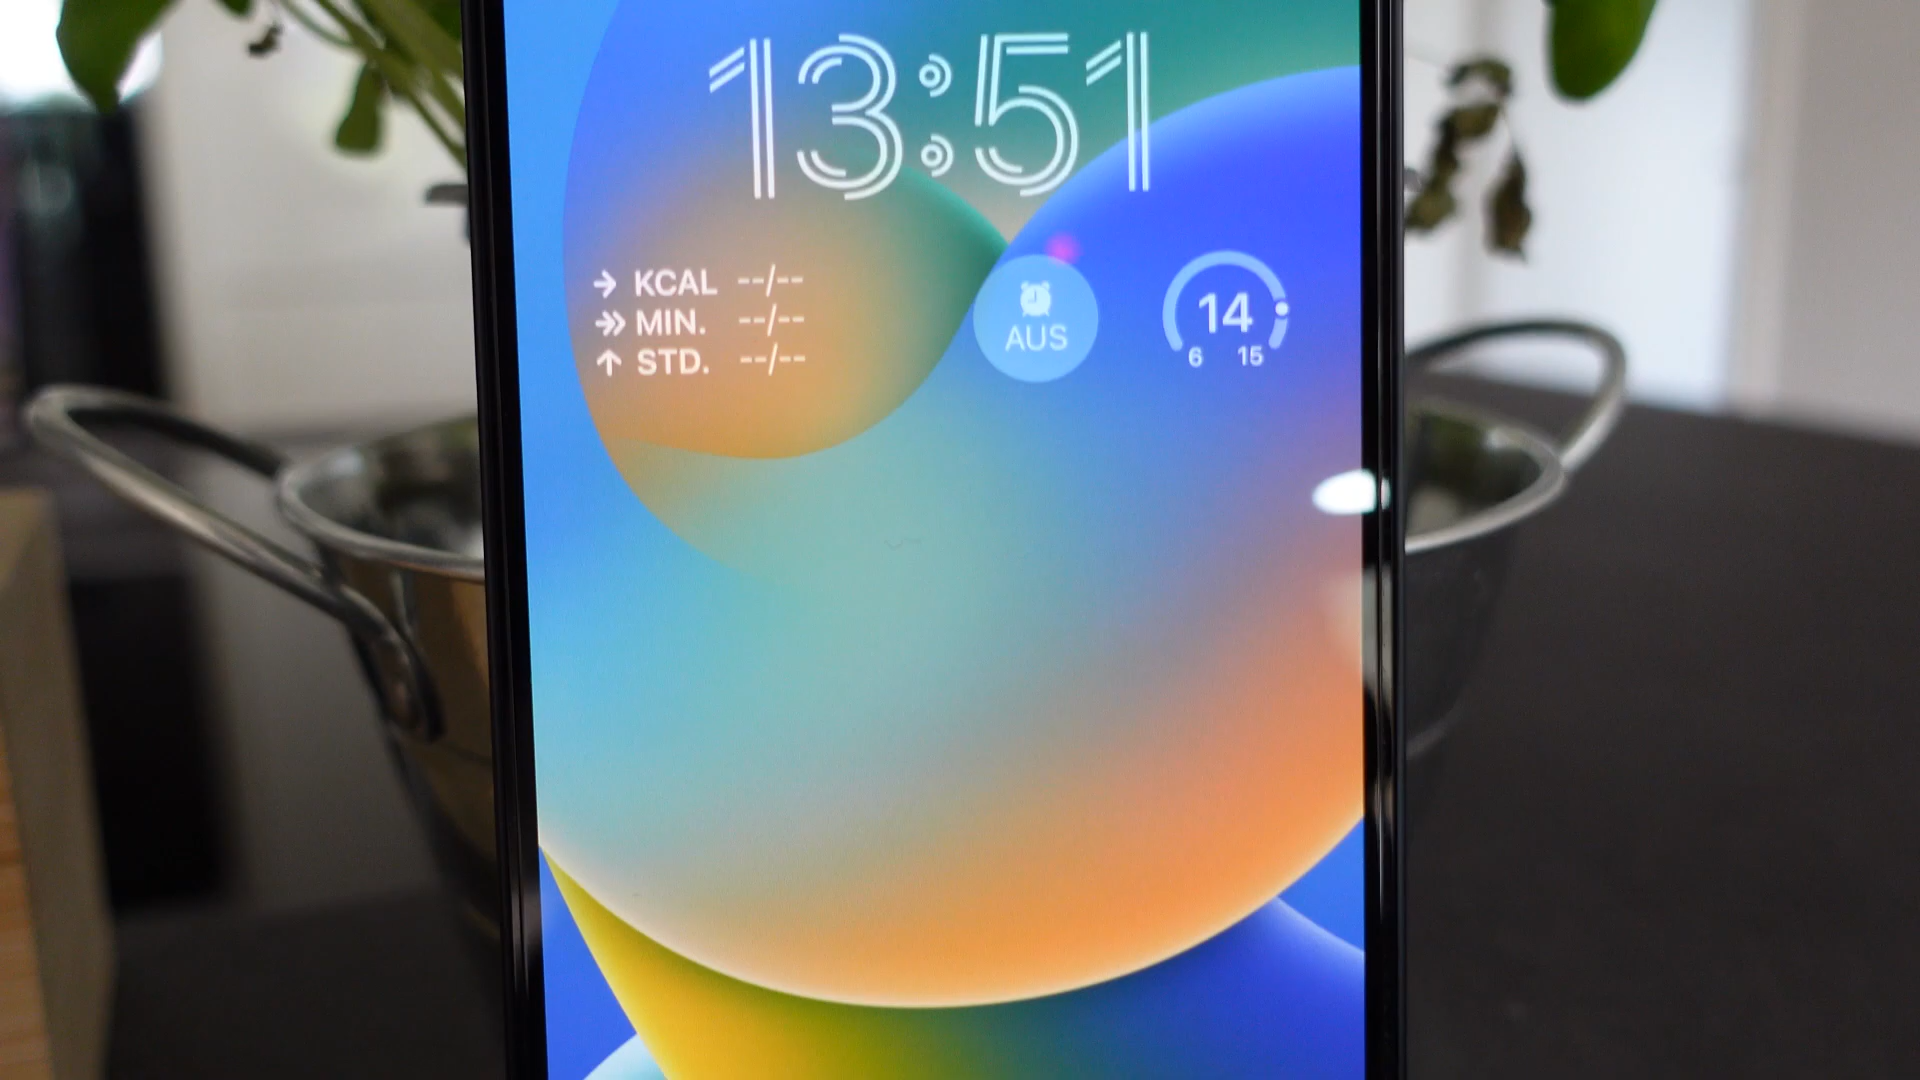 13:51
KCAL --/--
MIN. --/--
STD. --/--
AUS
14
6 15